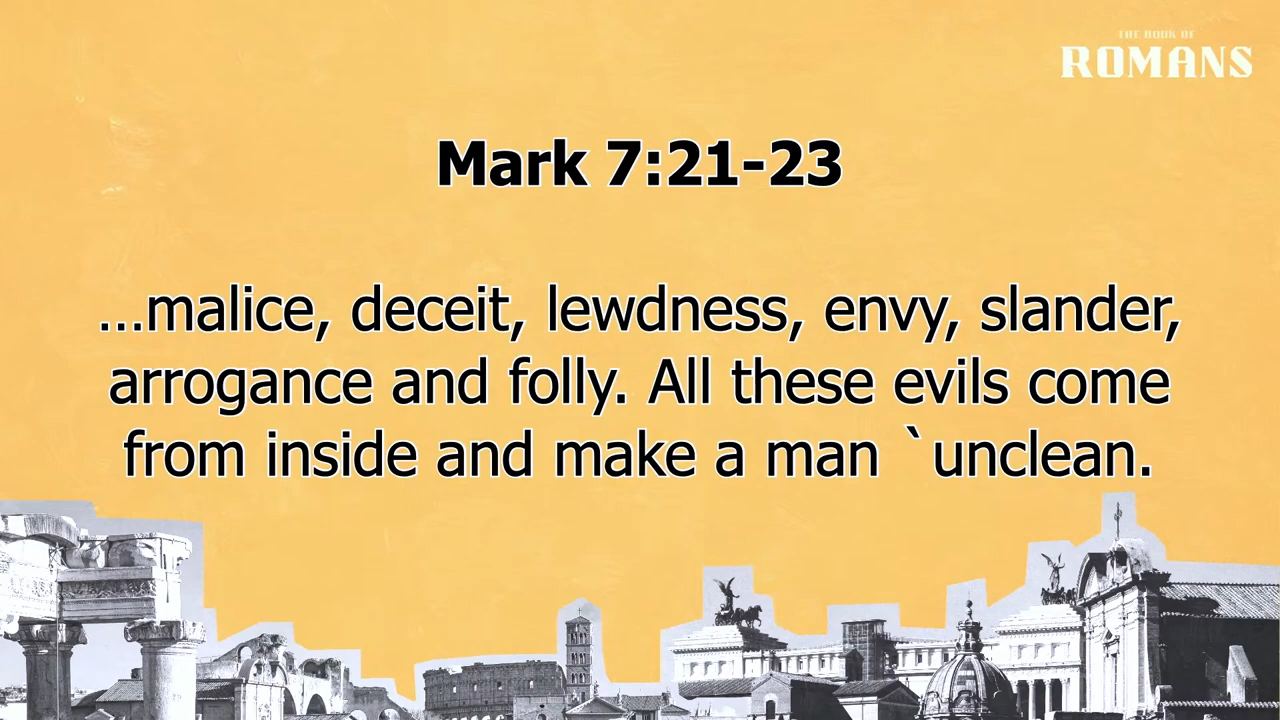 THE BOOK OF
ROMANS
Mark 7:21-23
...malice, deceit, lewdness, envy, slander,
arrogance and folly. All these evils come
from inside and make a man `unclean.